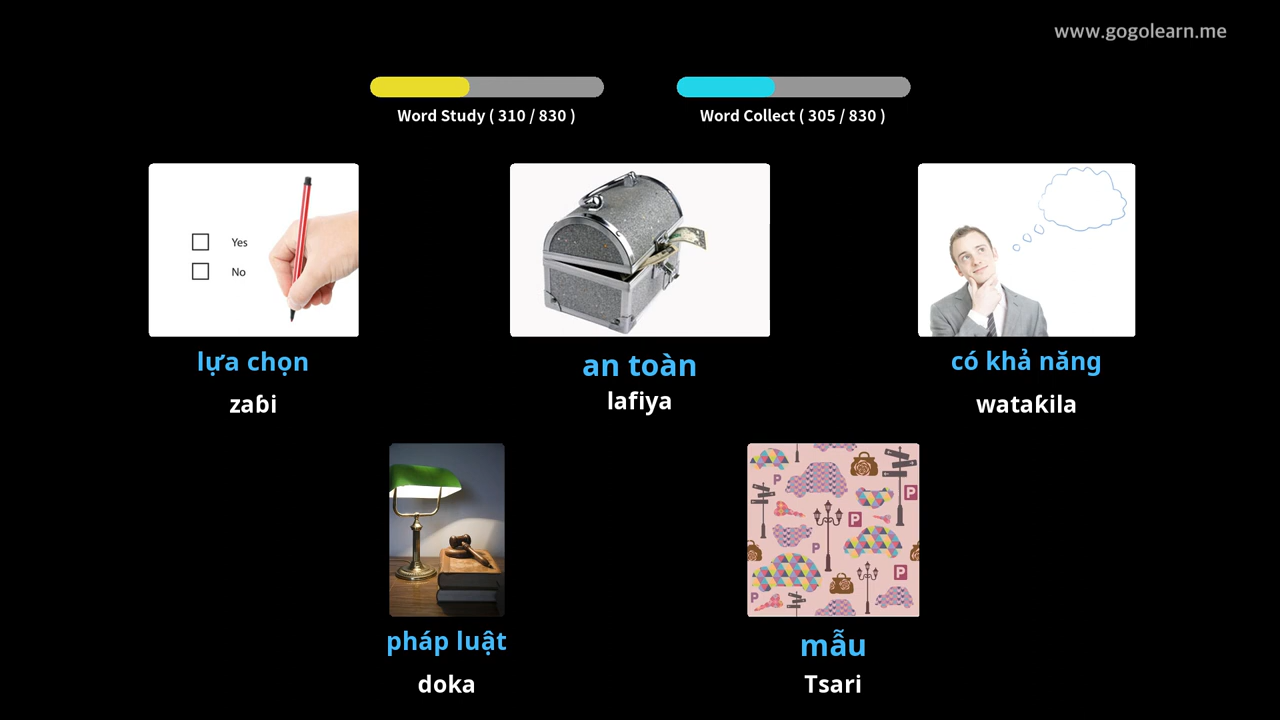 www.gogolearn.me
Word Study ( 310 / 830 )
Word Collect ( 305 / 830 )
Yes
No
lựa chọn
zaɓi
an toàn
lafiya
có khả năng
wataƙila
P
P
P
P
P
P
pháp luật
doka
mẫu
Tsari